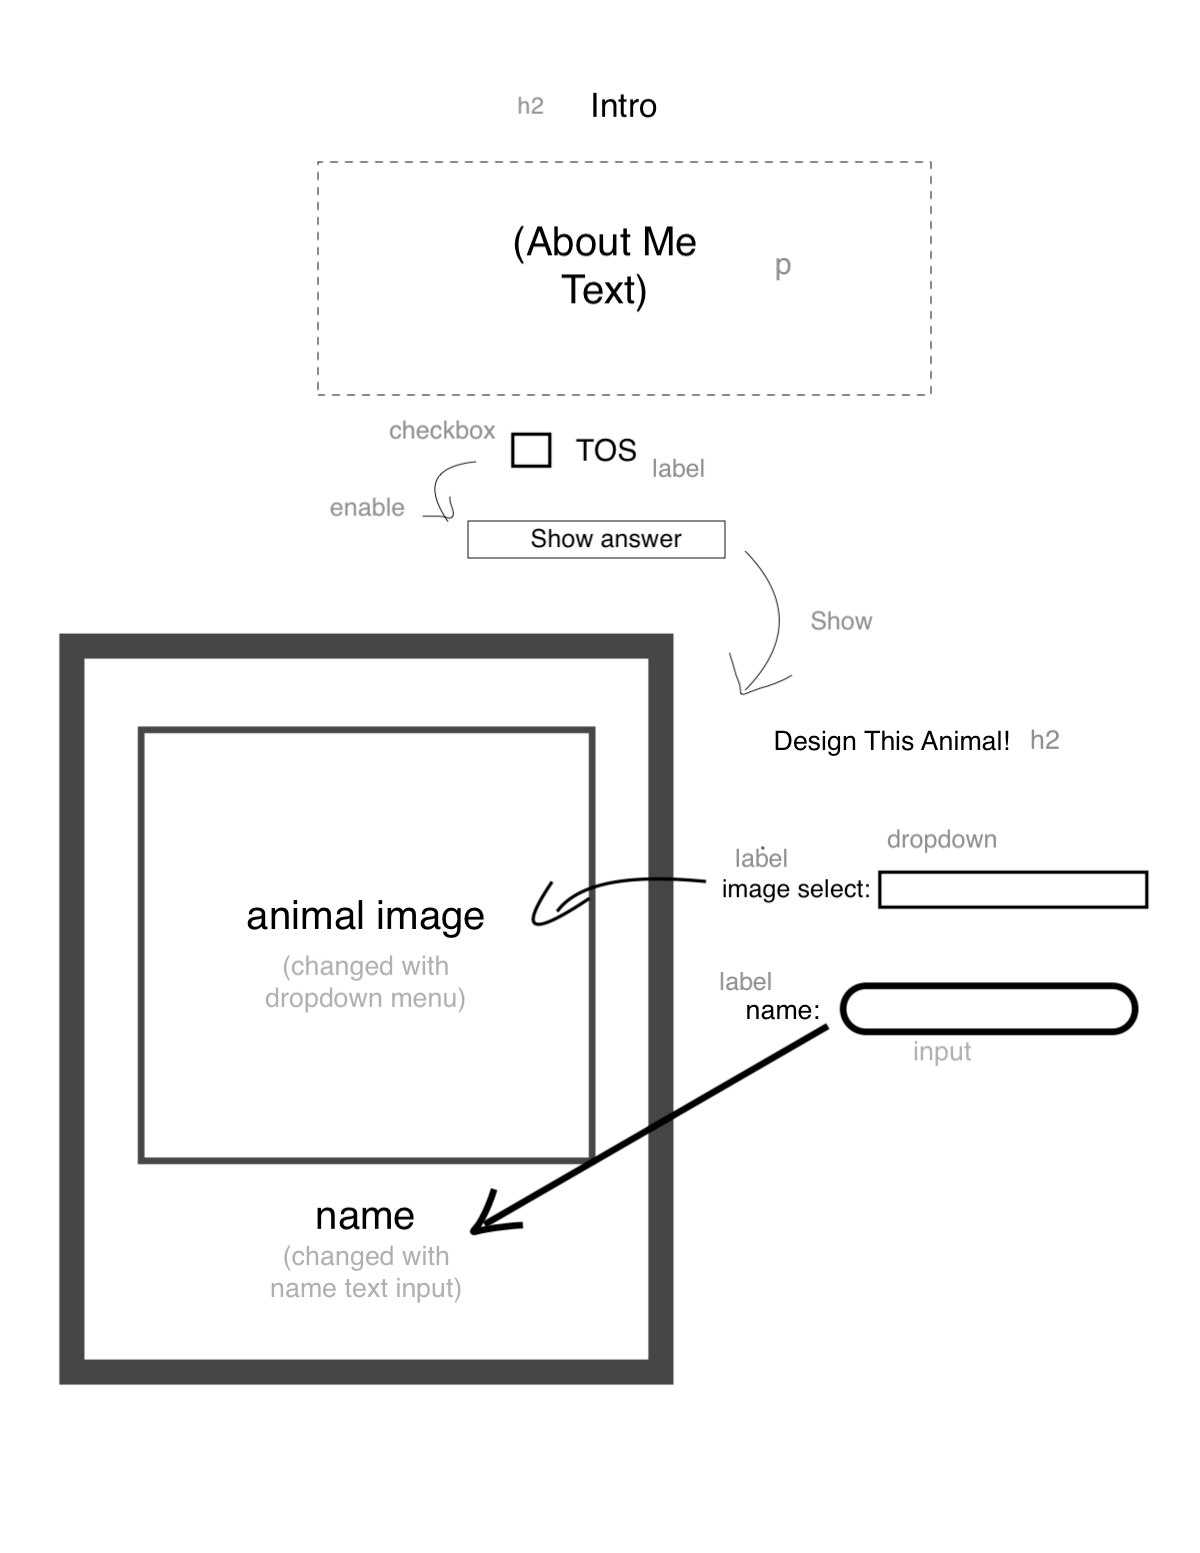 h2 Intro
(About Me
Text)
p
checkbox
TOS
label
enable
Show answer
Show
Design This Animal! h2
dropdown
label
image select:
animal image
(changed with
dropdown menu)
label
name:
input
name
(changed with
name text input)